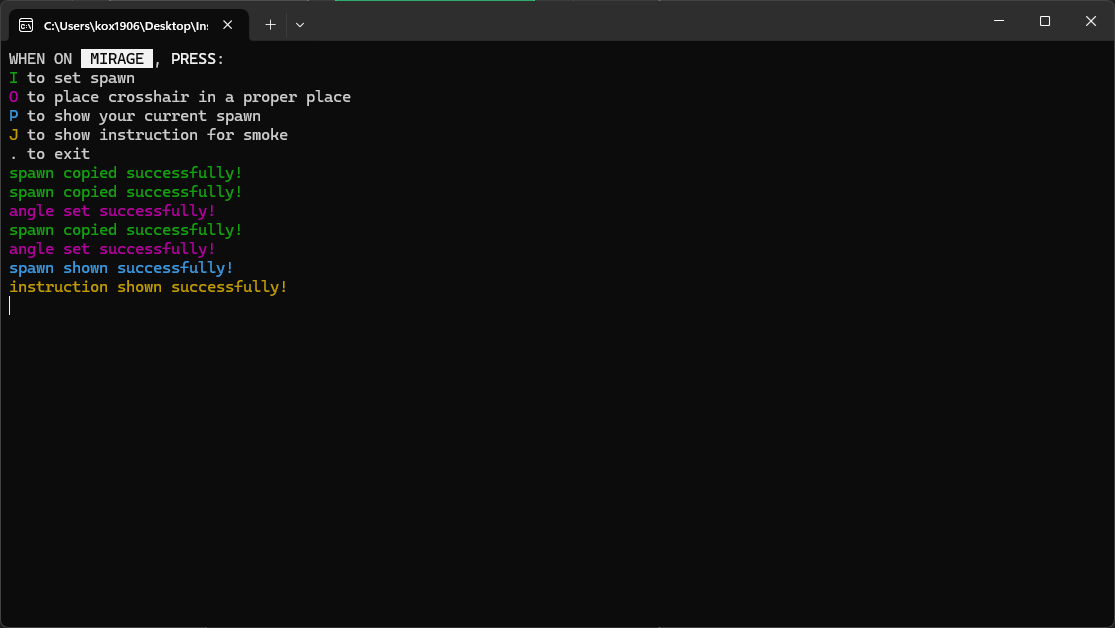 C:\Users\kox1906\Desktop\Ins
WHEN ON MIRAGE , PRESS:
I to set spawn
O to place crosshair in a proper place
P to show your current spawn
J to show instruction for smoke
. to exit
spawn copied successfully!
spawn copied successfully!
angle set successfully!
spawn copied successfully!
angle set successfully!
spawn shown successfully!
instruction shown successfully!